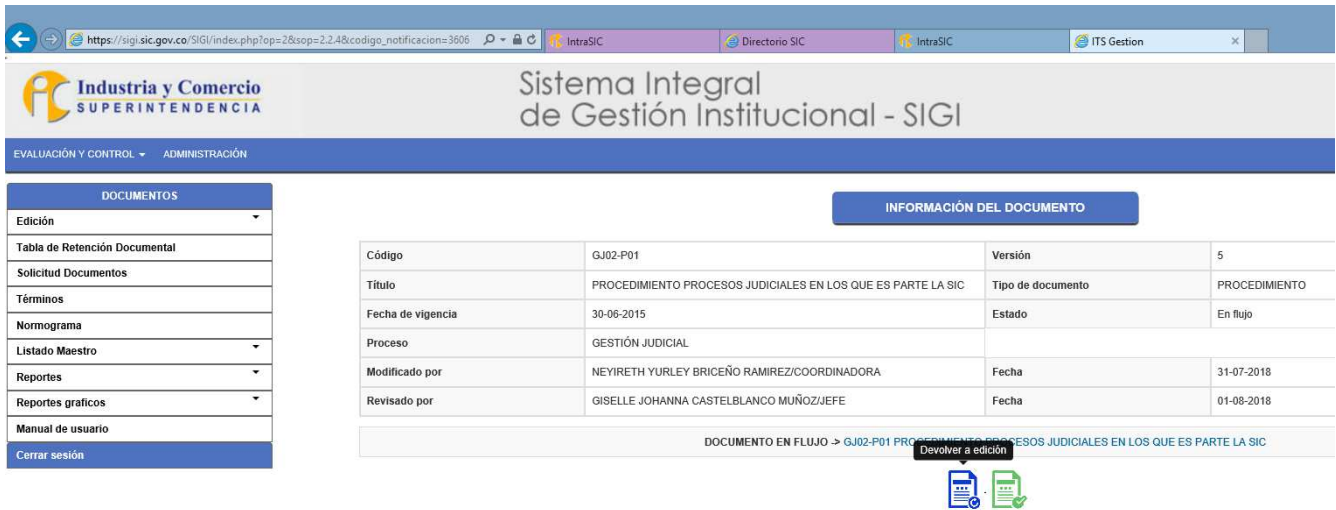 https://sigi.sic.gov.co/SIGI/index.php?op=2&sop=2.2.4&codigo_notificacion=3606
IntraSIC
Directorio SIC
IntraSIC
ITS Gestion
Industria y Comercio
SUPERINTENDENCIA
Sistema Integral
de Gestión Institucional - SIGI
EVALUACIÓN Y CONTROL
ADMINISTRACIÓN
DOCUMENTOS
Edición
Tabla de Retención Documental
Solicitud Documentos
Términos
Normograma
Listado Maestro
Reportes
Reportes graficos
Manual de usuario
Cerrar sesión
INFORMACIÓN DEL DOCUMENTO
Código GJ02-P01 Versión 5
Título PROCEDIMIENTO PROCESOS JUDICIALES EN LOS QUE ES PARTE LA SIC Tipo de documento PROCEDIMIENTO
Fecha de vigencia 30-06-2015 Estado En flujo
Proceso GESTIÓN JUDICIAL
Modificado por NEYIRETH YURLEY BRICEÑO RAMIREZ/COORDINADORA Fecha 31-07-2018
Revisado por GISELLE JOHANNA CASTELBLANCO MUÑOZ/JEFE Fecha 01-08-2018
DOCUMENTO EN FLUJO -> GJ02-P01 PROCEDIMIENTO PROCESOS JUDICIALES EN LOS QUE ES PARTE LA SIC
Devolver a edición